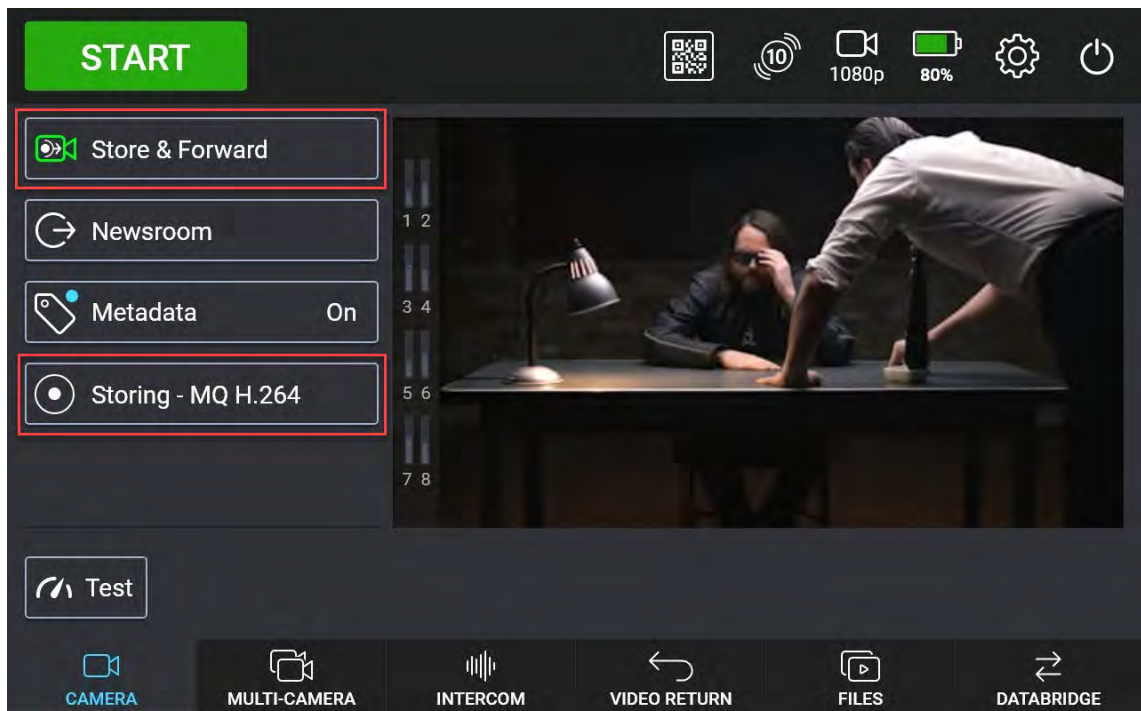 START
10
1080p
80%
Store & Forward
Newsroom
Metadata On
Storing - MQ H.264
1 2
3 4
5 6
7 8
Test
CAMERA
MULTI-CAMERA
INTERCOM
VIDEO RETURN
FILES
DATABRIDGE